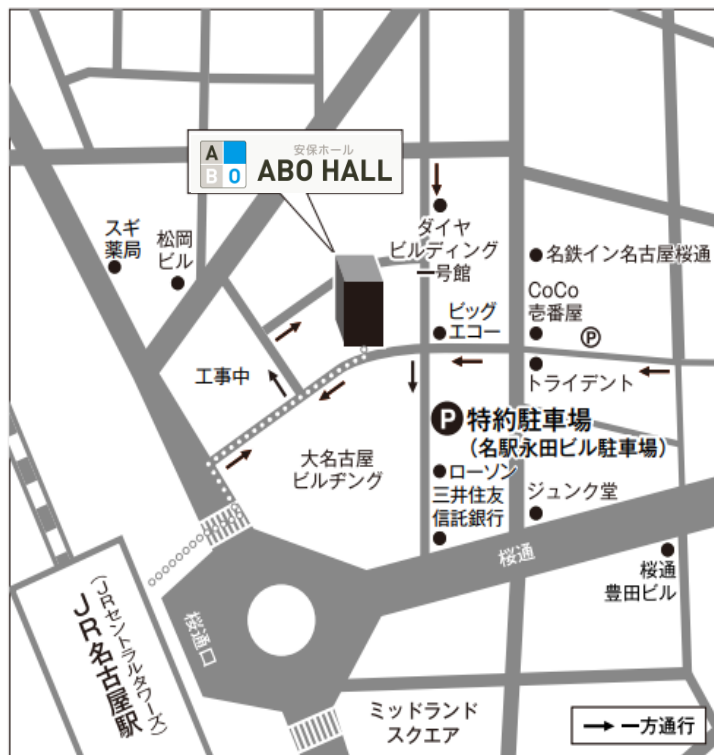 A
B O
安保ホール
ABO HALL
スギ
薬局
松岡
ビル
ダイヤ
ビルディング
一号館
名鉄イン名古屋桜通
CoCo
壱番屋
P
ビッグ
エコー
トライデント
工事中
P 特約駐車場
(名駅永田ビル駐車場)
大名古屋
ビルヂング
ローソン
三井住友
信託銀行
ジュンク堂
桜通
桜通
豊田ビル
桜通口
JR名古屋駅
(JRセントラルタワーズ)
ミッドランド
スクエア
→ 一方通行